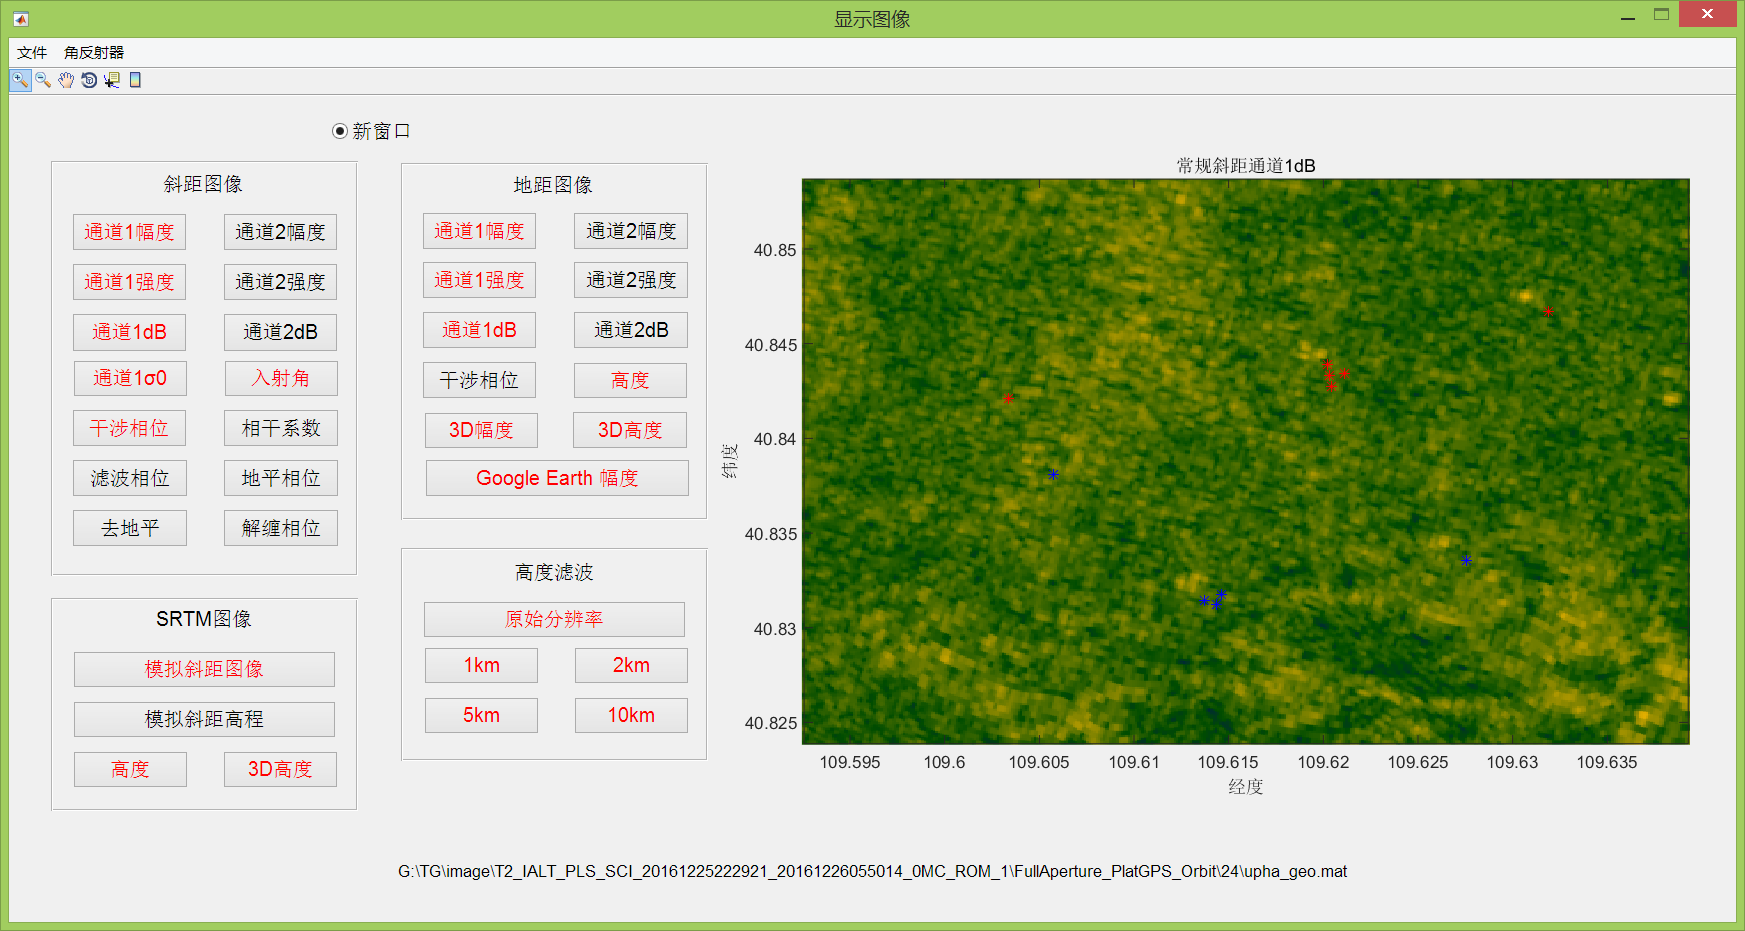 显示图像
文件 角反射器
新窗口
斜距图像
通道1幅度 通道2幅度
通道1强度 通道2强度
通道1dB 通道2dB
通道1σ0 入射角
干涉相位 相干系数
滤波相位 地平相位
去地平 解缠相位
SRTM图像
模拟斜距图像
模拟斜距高程
高度 3D高度
地距图像
通道1幅度 通道2幅度
通道1强度 通道2强度
通道1dB 通道2dB
干涉相位 高度
3D幅度 3D高度
Google Earth 幅度
高度滤波
原始分辨率
1km 2km
5km 10km
常规斜距通道1dB
40.85
40.845
40.84
40.835
40.83
40.825
纬度
109.595 109.6 109.605 109.61 109.615 109.62 109.625 109.63 109.635
经度
G:\TG\image\T2_IALT_PLS_SCI_20161225222921_20161226055014_0MC_ROM_1\FullAperture_PlatGPS_Orbit\24\upha_geo.mat